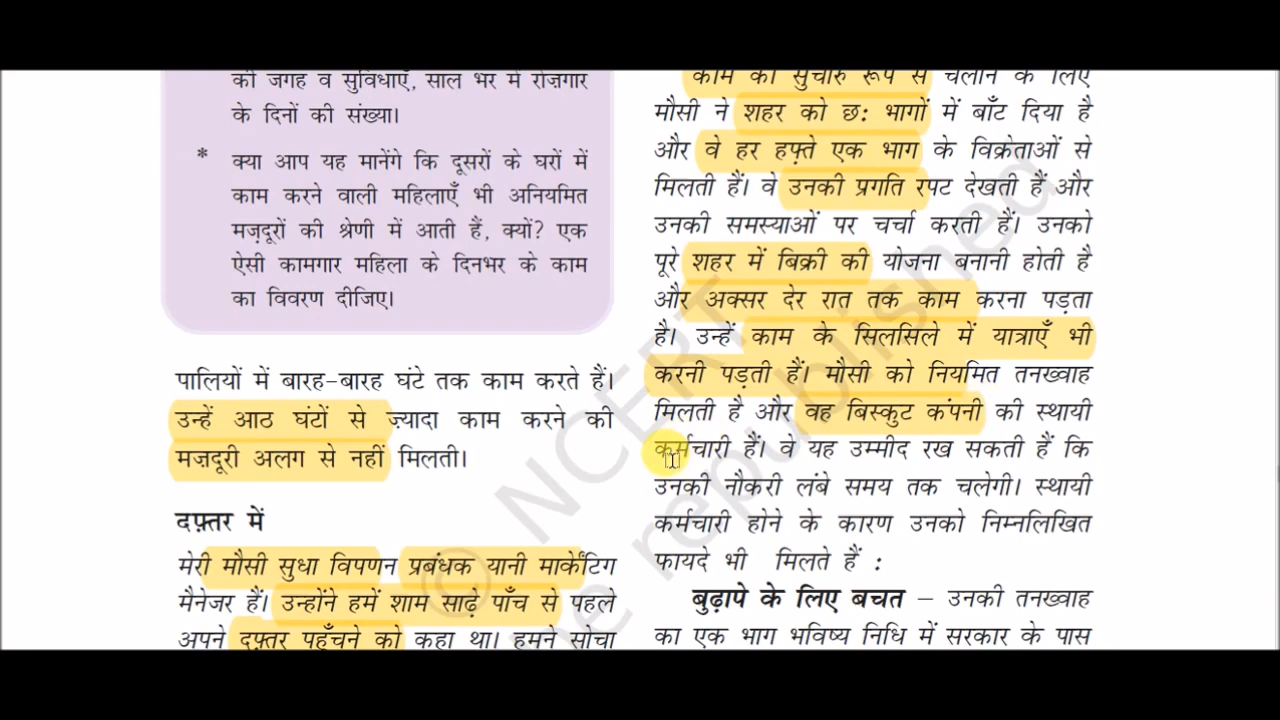 की जगह व सुविधाएँ, साल भर में रोज़गार
के दिनों की संख्या।
* क्या आप यह मानेंगे कि दूसरों के घरों में
काम करने वाली महिलाएँ भी अनियमित
मज़दूरों की श्रेणी में आती हैं, क्यों? एक
ऐसी कामगार महिला के दिनभर के काम
का विवरण दीजिए।
पालियों में बारह-बारह घंटे तक काम करते हैं।
उन्हें आठ घंटों से ज़्यादा काम करने की
मज़दूरी अलग से नहीं मिलती।
दफ़्तर में
मेरी मौसी सुधा विपणन प्रबंधक यानी मार्केटिंग
मैनेजर हैं। उन्होंने हमें शाम साढ़े पाँच से पहले
अपने दफ़्तर पहुँचने को कहा था। हमने सोचा
काम को सुचारु रूप से चलाने के लिए
मौसी ने शहर को छ: भागों में बाँट दिया है
और वे हर हफ़्ते एक भाग के विक्रेताओं से
मिलती हैं। वे उनकी प्रगति रपट देखती हैं और
उनकी समस्याओं पर चर्चा करती हैं। उनको
पूरे शहर में बिक्री की योजना बनानी होती है
और अक्सर देर रात तक काम करना पड़ता
है। उन्हें काम के सिलसिले में यात्राएँ भी
करनी पड़ती हैं। मौसी को नियमित तनख्वाह
मिलती है और वह बिस्कुट कंपनी की स्थायी
कर्मचारी हैं। वे यह उम्मीद रख सकती हैं कि
उनकी नौकरी लंबे समय तक चलेगी। स्थायी
कर्मचारी होने के कारण उनको निम्नलिखित
फायदे भी मिलते हैं :
बुढ़ापे के लिए बचत – उनकी तनख्वाह
का एक भाग भविष्य निधि में सरकार के पास
© NCERT
be republished